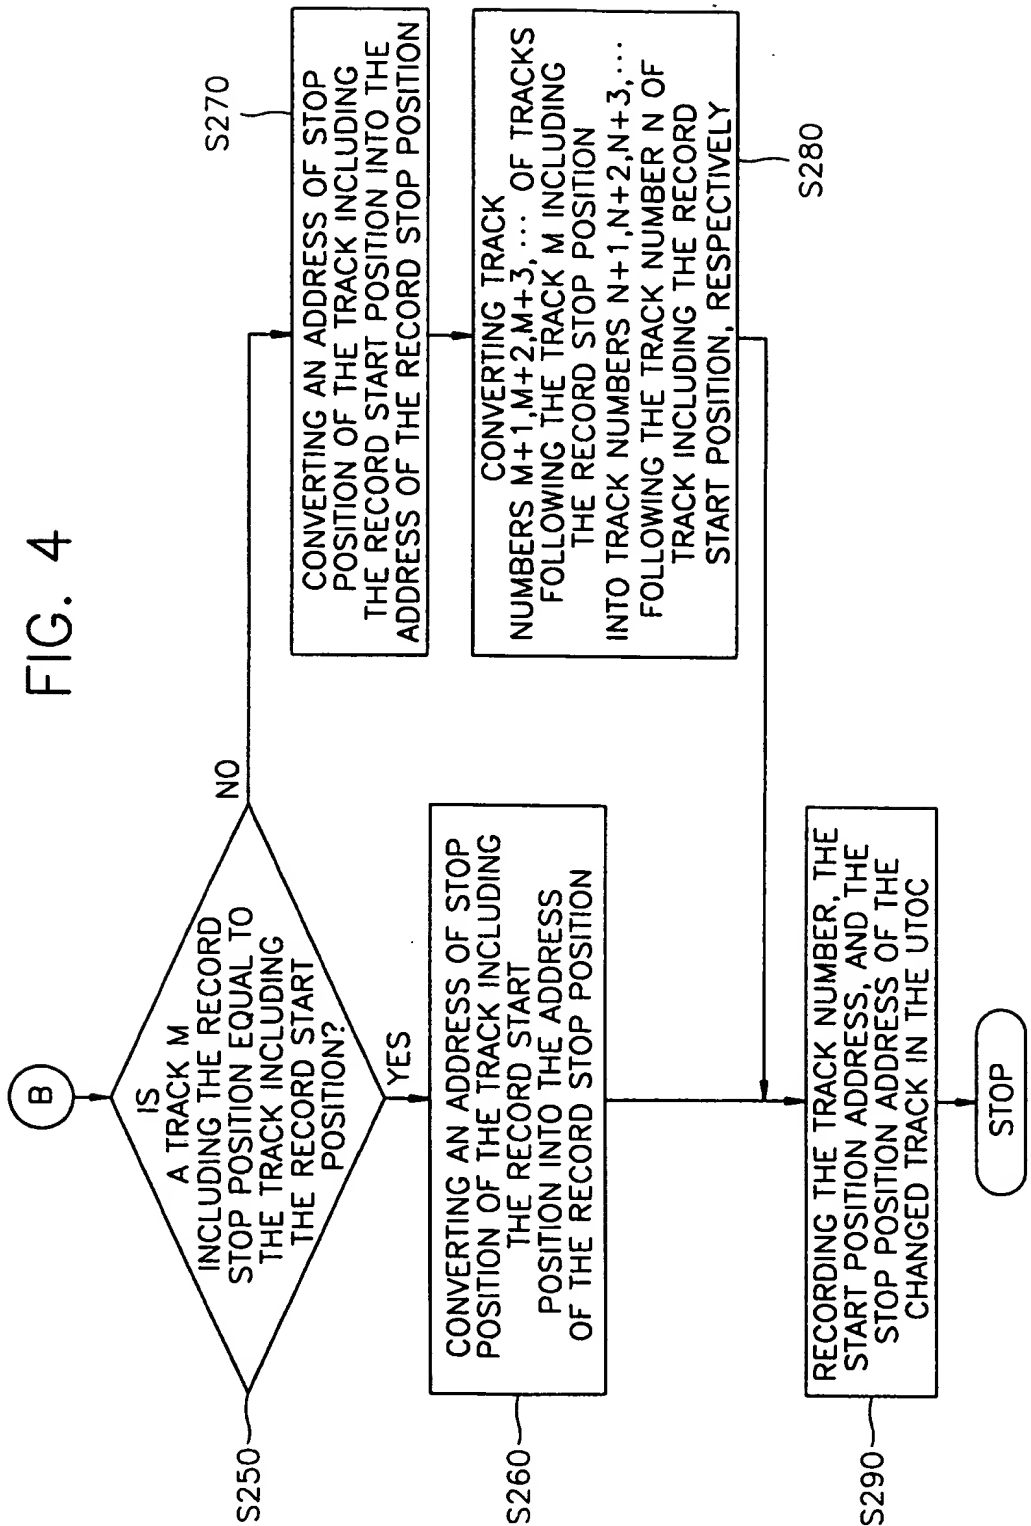 FIG. 4
B
IS
A TRACK M
INCLUDING THE RECORD
STOP POSITION EQUAL TO
THE TRACK INCLUDING
THE RECORD START
POSITION?
S250
NO
YES
CONVERTING AN ADDRESS OF STOP
POSITION OF THE TRACK INCLUDING
THE RECORD START
POSITION INTO THE ADDRESS
OF THE RECORD STOP POSITION
S260
CONVERTING AN ADDRESS OF STOP
POSITION OF THE TRACK INCLUDING
THE RECORD START POSITION INTO THE
ADDRESS OF THE RECORD STOP POSITION
S270
CONVERTING TRACK
NUMBERS M+1,M+2,M+3,... OF TRACKS
FOLLOWING THE TRACK M INCLUDING
THE RECORD STOP POSITION
INTO TRACK NUMBERS N+1,N+2,N+3,...
FOLLOWING THE TRACK NUMBER N OF
TRACK INCLUDING THE RECORD
START POSITION, RESPECTIVELY
S280
RECORDING THE TRACK NUMBER, THE
START POSITION ADDRESS, AND THE
STOP POSITION ADDRESS OF THE
CHANGED TRACK IN THE UTOC
S290
STOP